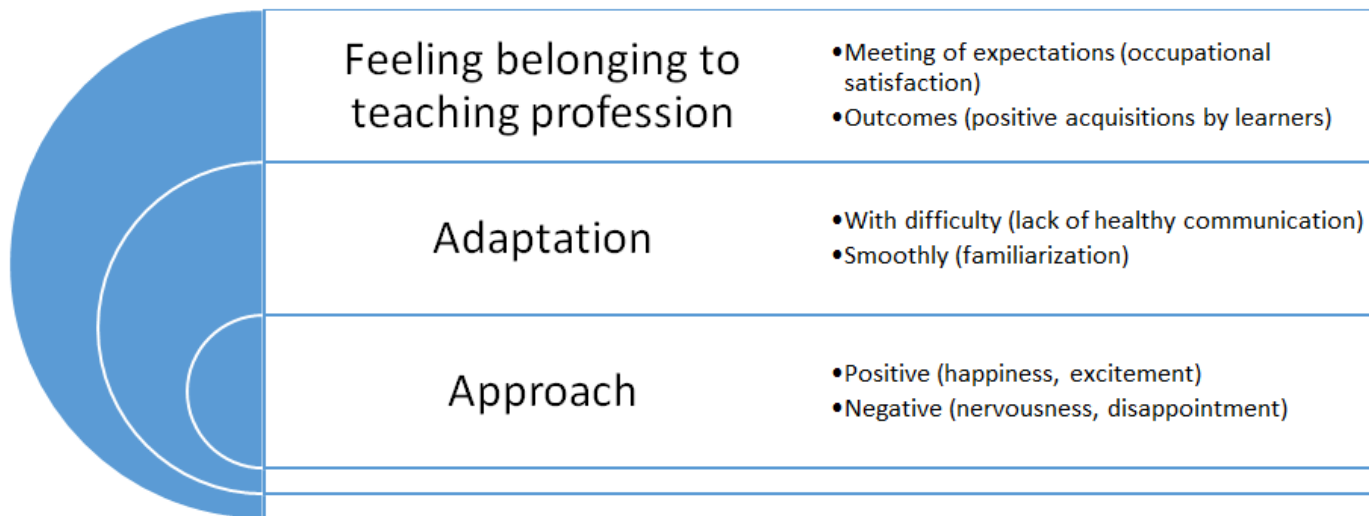 Feeling belonging to
teaching profession
•Meeting of expectations (occupational
satisfaction)
•Outcomes (positive acquisitions by learners)
Adaptation
•With difficulty (lack of healthy communication)
•Smoothly (familiarization)
Approach
•Positive (happiness, excitement)
•Negative (nervousness, disappointment)